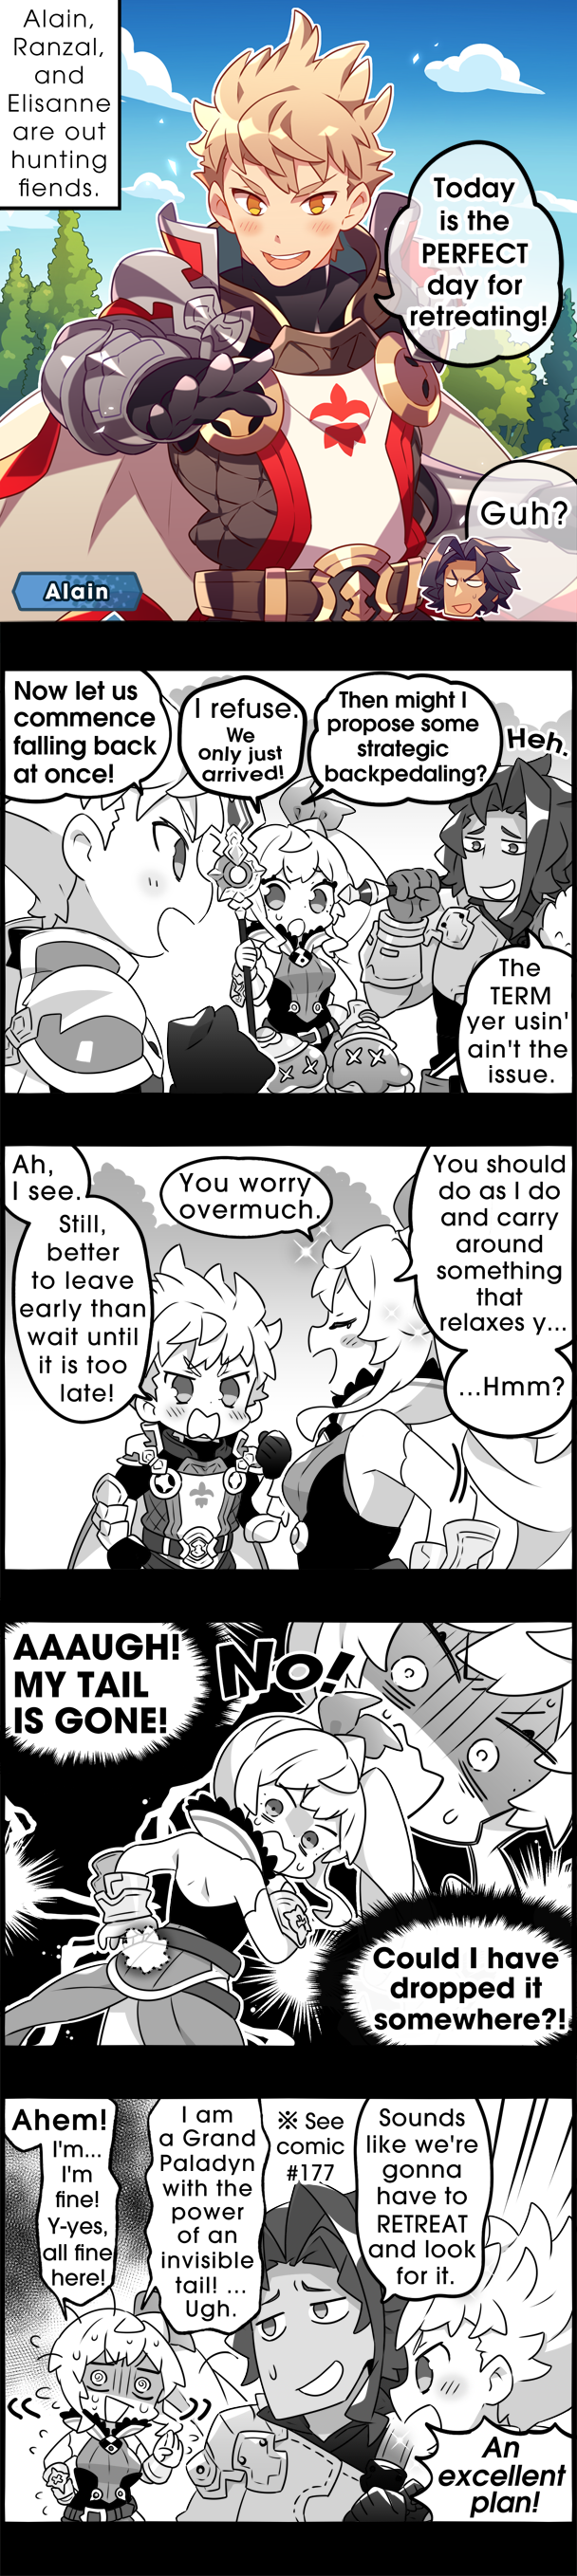 Alain,
Ranzal,
and
Elisanne
are out
hunting
fiends.
Today
is the
PERFECT
day for
retreating!
Guh?
Alain
Now let us
commence
falling back
at once!
I refuse.
We
only just
arrived!
Then might I
propose some
strategic
backpedaling?
Heh.
The
TERM
yer usin'
ain't the
issue.
Ah,
I see.
Still,
better
to leave
early than
wait until
it is too
late!
You worry
overmuch.
You should
do as I do
and carry
around
something
that
relaxes y...
...Hmm?
AAAUGH!
MY TAIL
IS GONE!
No!
Could I have
dropped it
somewhere?!
Ahem!
I'm...
I'm
fine!
Y-yes,
all fine
here!
I am
a Grand
Paladyn
with the
power
of an
invisible
tail! ...
Ugh.
※ See
comic
#177
Sounds
like we're
gonna
have to
RETREAT
and look
for it.
An
excellent
plan!